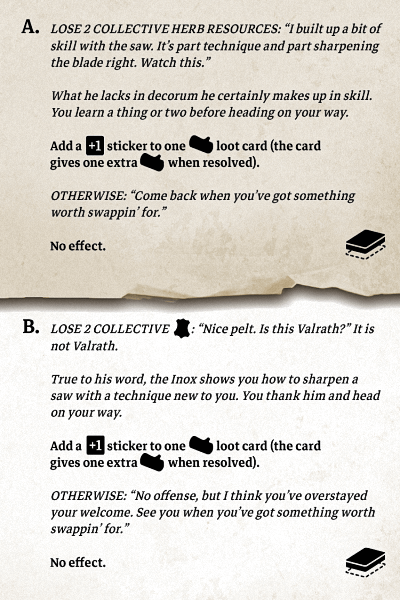 A. LOSE 2 COLLECTIVE HERB RESOURCES: “I built up a bit of
skill with the saw. It’s part technique and part sharpening
the blade right. Watch this.”
What he lacks in decorum he certainly makes up in skill.
You learn a thing or two before heading on your way.
Add a +1 sticker to one loot card (the card
gives one extra when resolved).
OTHERWISE: “Come back when you’ve got something
worth swappin’ for.”
No effect.
B. LOSE 2 COLLECTIVE : “Nice pelt. Is this Valrath?” It is
not Valrath.
True to his word, the Inox shows you how to sharpen a
saw with a technique new to you. You thank him and head
on your way.
Add a +1 sticker to one loot card (the card
gives one extra when resolved).
OTHERWISE: “No offense, but I think you’ve overstayed
your welcome. See you when you’ve got something worth
swappin’ for.”
No effect.